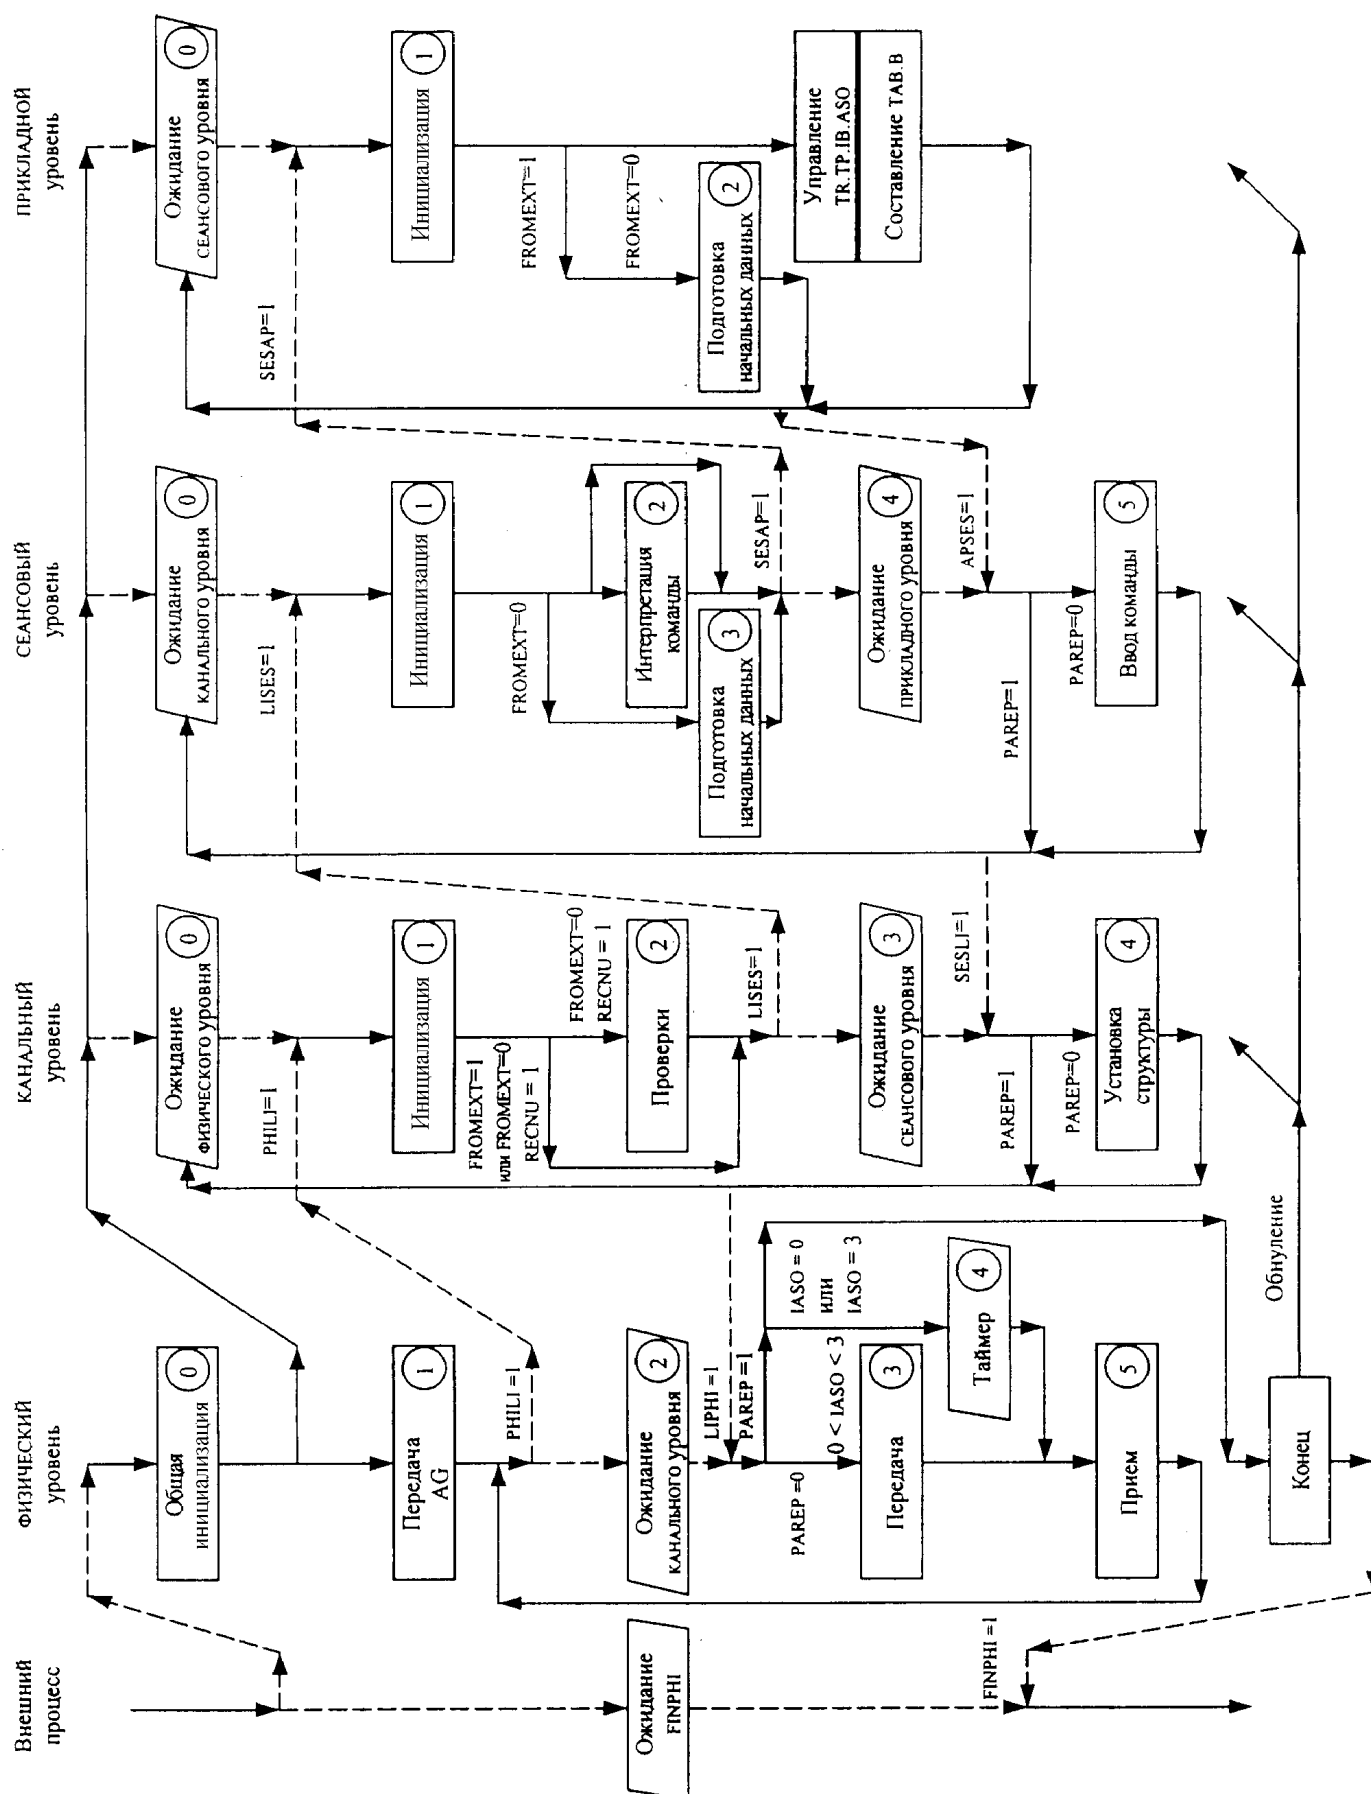 Внешний
процесс
Ожидание
FINPHI
FINPHI =1
ФИЗИЧЕСКИЙ
уровень
Общая
инициализация
0
Передача
AG
1
PHILI =1
Ожидание
КАНАЛЬНОГО уровня
2
LIPHI =1
PAREP =1
PAREP =0
0 < IASO < 3
IASO = 0
ИЛИ
IASO = 3
Передача
3
Таймер
4
Прием
5
Конец
Обнуление
КАНАЛЬНЫЙ
уровень
Ожидание
ФИЗИЧЕСКОГО уровня
0
PHILI=1
Инициализация
1
FROMEXT=1
ИЛИ FROMEXT=0
RECNU = 1
FROMEXT=0
RECNU = 1
Проверки
2
LISES=1
Ожидание
СЕАНСОВОГО уровня
3
SESLI=1
PAREP=1
PAREP=0
Установка
структуры
4
СЕАНСОВЫЙ
уровень
Ожидание
КАНАЛЬНОГО уровня
0
LISES=1
Инициализация
1
FROMEXT=0
Интерпретация
команды
2
Подготовка
начальных данных
3
SESAP=1
Ожидание
ПРИКЛАДНОГО уровня
4
APSES=1
PAREP=1
PAREP=0
Ввод команды
5
ПРИКЛАДНОЙ
уровень
Ожидание
СЕАНСОВОГО уровня
0
SESAP=1
Инициализация
1
FROMEXT=1
FROMEXT=0
Подготовка
начальных данных
2
Управление
TR.TP.IB.ASO
Составление TAB.B